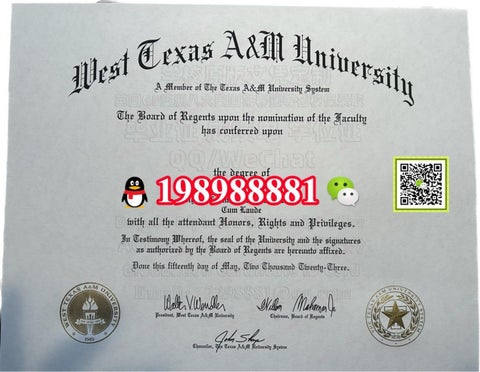 West Texas A&M University
A Member of The Texas A&M University System
The Board of Regents upon the nomination of the Faculty
has conferred upon
QQ/WeChat
the degree of
198988881
Cum Laude
with all the attendant Honors, Rights and Privileges.
In Testimony Whereof, the seal of the University and the signatures
as authorized by the Board of Regents are hereunto affixed.
Done this fifteenth day of May, Two Thousand Twenty-Three.
Walter V. Wendler
President, West Texas A&M University
Chairman, Board of Regents
John Sharp
Chancellor, The Texas A&M University System
WEST TEXAS A&M UNIVERSITY